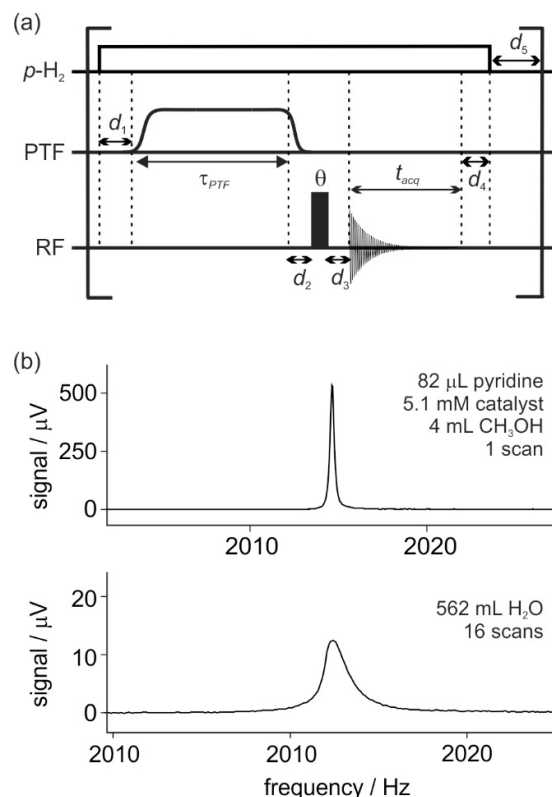 (a)
d5
p-H2
d1
PTF
τPTF
θ
tacq
d4
RF
d2
d3
(b)
82 μL pyridine
5.1 mM catalyst
4 mL CH3OH
1 scan
500
250
0
signal / μV
2010
2020
562 mL H2O
16 scans
20
10
0
signal / μV
2010
2012
2020
frequency / Hz